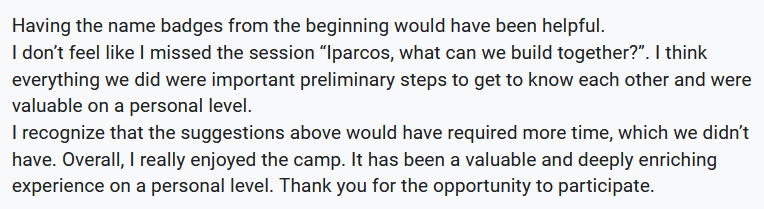 Having the name badges from the beginning would have been helpful.
I don’t feel like I missed the session “Iparcos, what can we build together?”. I think
everything we did were important preliminary steps to get to know each other and were
valuable on a personal level.
I recognize that the suggestions above would have required more time, which we didn’t
have. Overall, I really enjoyed the camp. It has been a valuable and deeply enriching
experience on a personal level. Thank you for the opportunity to participate.